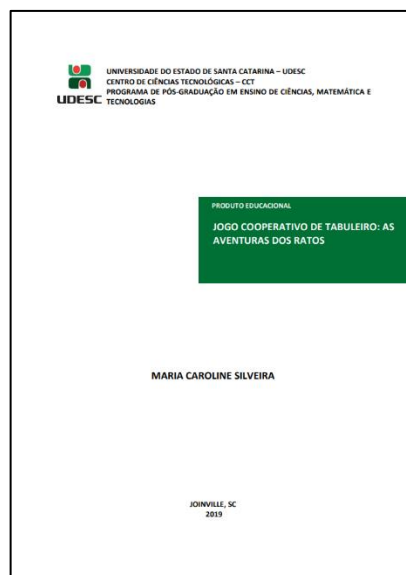 UNIVERSIDADE DO ESTADO DE SANTA CATARINA – UDESC
CENTRO DE CIÊNCIAS TECNOLÓGICAS – CCT
PROGRAMA DE PÓS-GRADUAÇÃO EM ENSINO DE CIÊNCIAS, MATEMÁTICA E
TECNOLOGIAS
UDESC
PRODUTO EDUCACIONAL
JOGO COOPERATIVO DE TABULEIRO: AS
AVENTURAS DOS RATOS
MARIA CAROLINE SILVEIRA
JOINVILLE, SC
2019